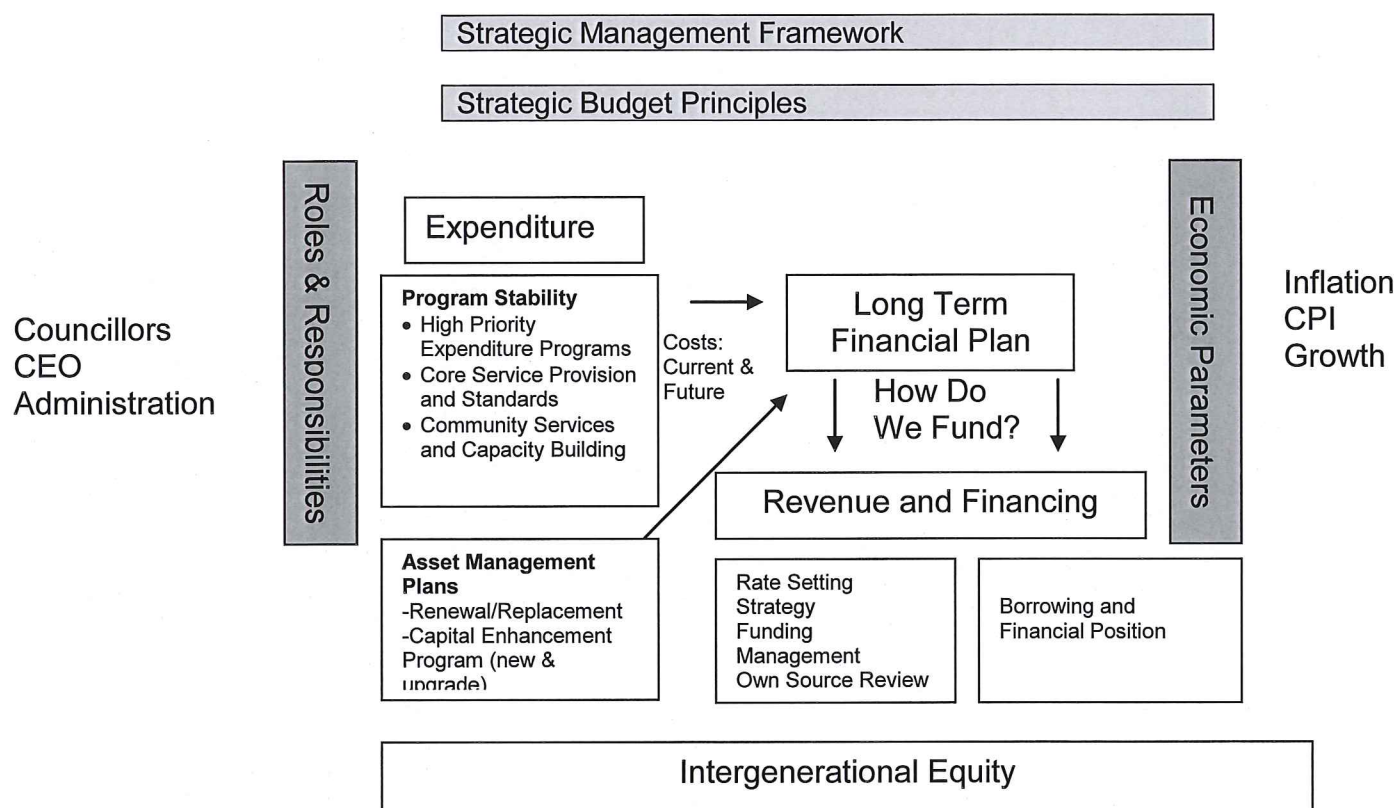 Strategic Management Framework
Strategic Budget Principles
Roles & Responsibilities
Councillors
CEO
Administration
Expenditure
Program Stability
• High Priority
Expenditure Programs
• Core Service Provision
and Standards
• Community Services
and Capacity Building
Costs:
Current &
Future
Long Term
Financial Plan
How Do
We Fund?
Revenue and Financing
Economic Parameters
Inflation
CPI
Growth
Asset Management
Plans
-Renewal/Replacement
-Capital Enhancement
Program (new &
upgrade)
Rate Setting
Strategy
Funding
Management
Own Source Review
Borrowing and
Financial Position
Intergenerational Equity